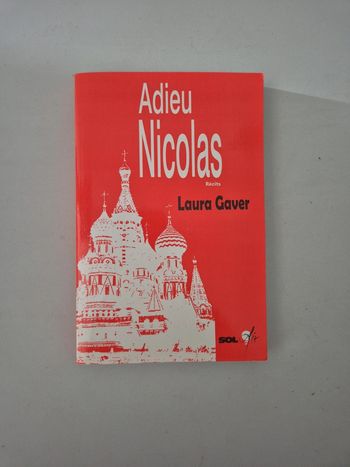 Adieu
Nicolas
Récits
Laura Gaver
SOL